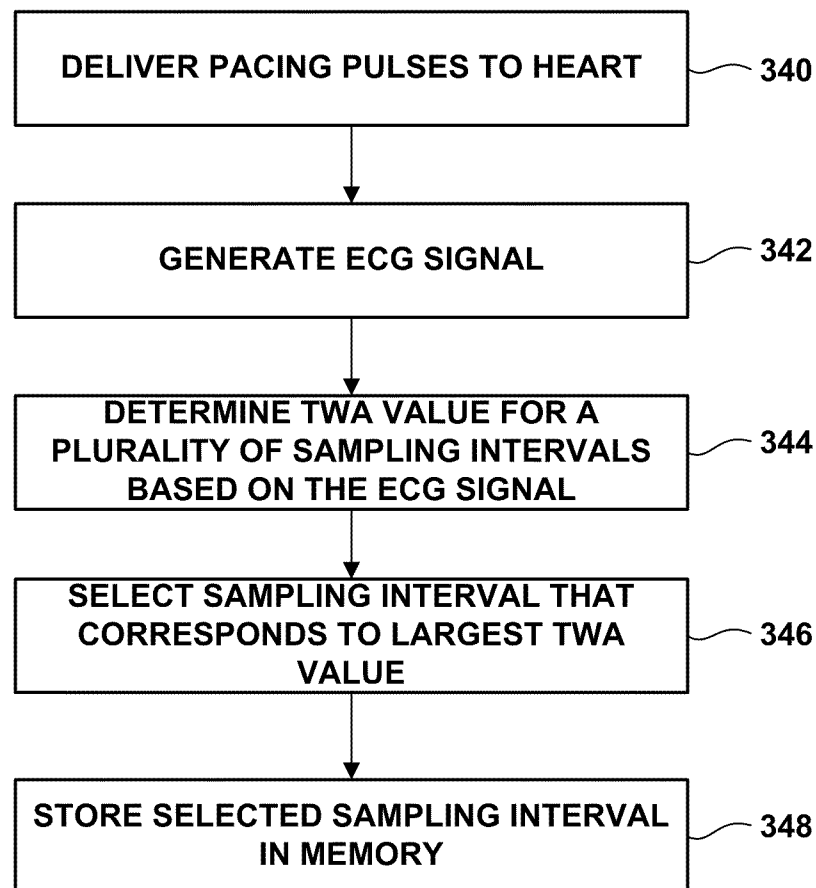 DELIVER PACING PULSES TO HEART
340
GENERATE ECG SIGNAL
342
DETERMINE TWA VALUE FOR A
PLURALITY OF SAMPLING INTERVALS
BASED ON THE ECG SIGNAL
344
SELECT SAMPLING INTERVAL THAT
CORRESPONDS TO LARGEST TWA
VALUE
346
STORE SELECTED SAMPLING INTERVAL
IN MEMORY
348